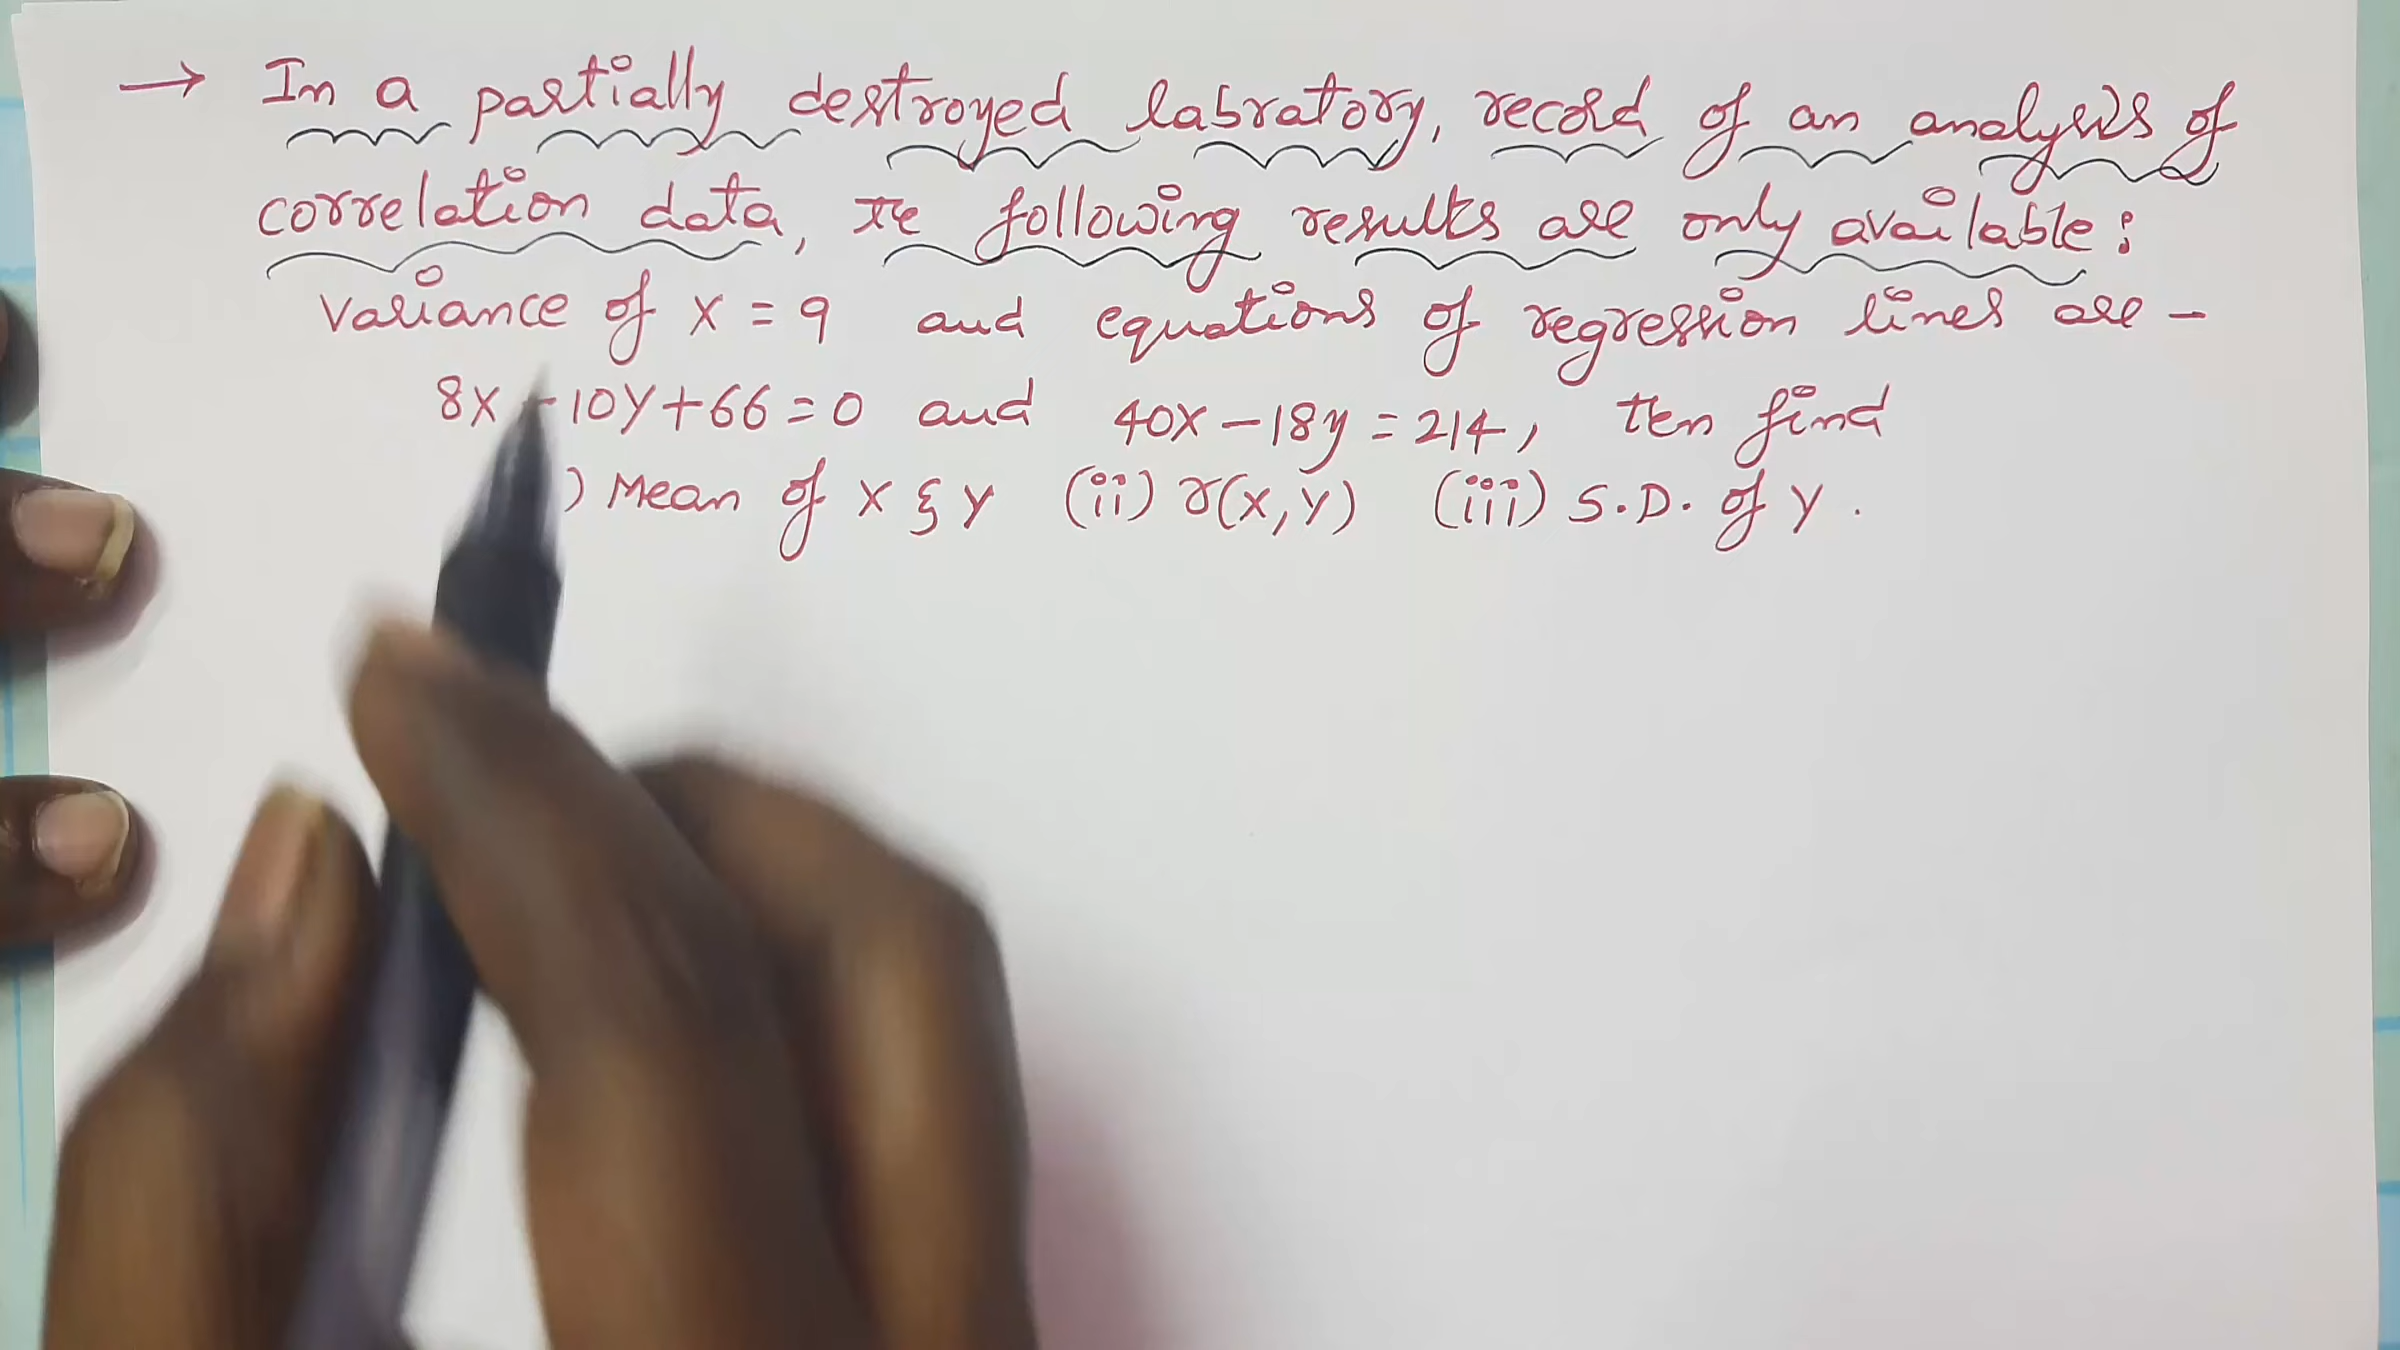 → In a partially destroyed labratory, record of an analysis of
correlation data, the following results are only available:
Variance of X = 9 and equations of regression lines are -
8X - 10Y + 66 = 0 and 40X - 18y = 214, then find
) Mean of X & Y (ii) r(X, Y) (iii) S.D. of Y.